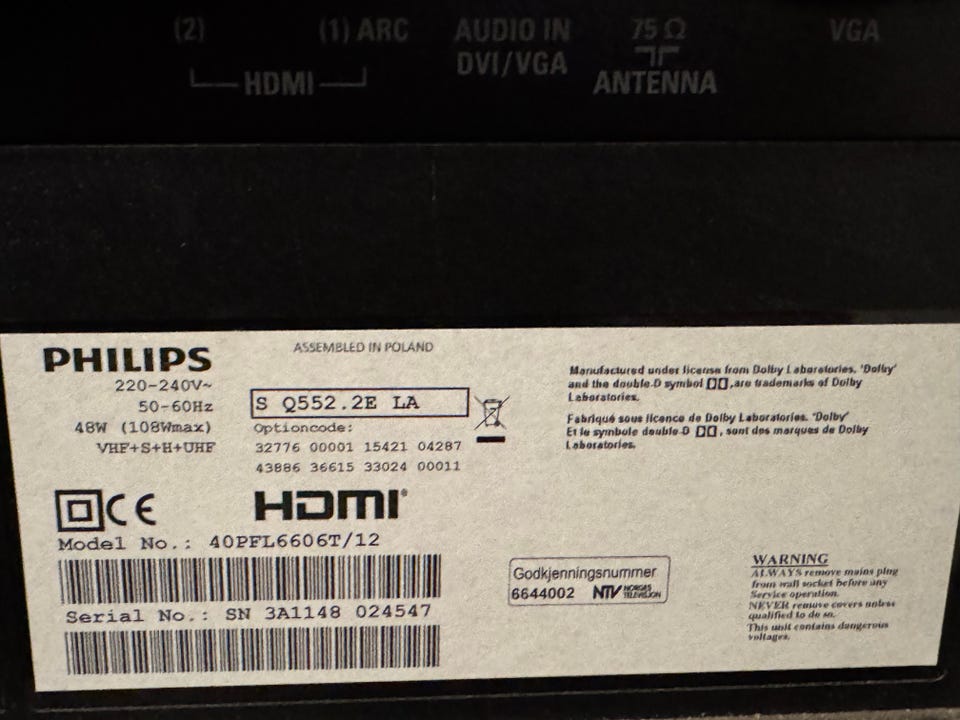 (2) (1) ARC
HDMI
AUDIO IN
DVI/VGA
75 Ω
ANTENNA
VGA
PHILIPS
220-240V~
50-60Hz
48W (108Wmax)
VHF+S+H+UHF
ASSEMBLED IN POLAND
S Q552.2E LA
Optioncode:
32776 00001 15421 04287
43886 36615 33024 00011
CE
HDMI®
Model No.: 40PFL6606T/12
Serial No.: SN 3A1148 024547
Manufactured under license from Dolby Laboratories. 'Dolby'
and the double-D symbol, are trademarks of Dolby
Laboratories.
Fabriqué sous licence de Dolby Laboratories. 'Dolby'
Et le symbole double-D, sont des marques de Dolby
Laboratories.
Godkjenningsnummer
6644002 NTV NORGES
TELEVISJON
WARNING
ALWAYS remove mains plug
from wall socket before any
Service operation.
NEVER remove covers unless
qualified to do so.
This unit contains dangerous
voltages.